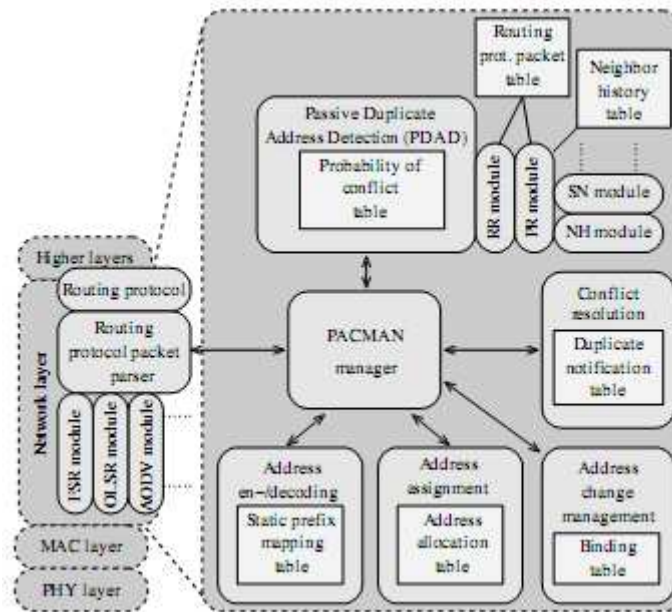 Routing
prot. packet
table
Neighbor
history
table
Passive Duplicate
Address Detection (PDAD)
Probability of
conflict
table
RR module
PR module
SN module
NH module
Higher layers
Routing protocol
Routing
protocol packet
parser
Network layer
FSR module
OLSR module
AODV module
MAC layer
PHY layer
PACMAN
manager
Conflict
resolution
Duplicate
notification
table
Address
en-/decoding
Static prefix
mapping
table
Address
assignment
Address
allocation
table
Address
change
management
Binding
table